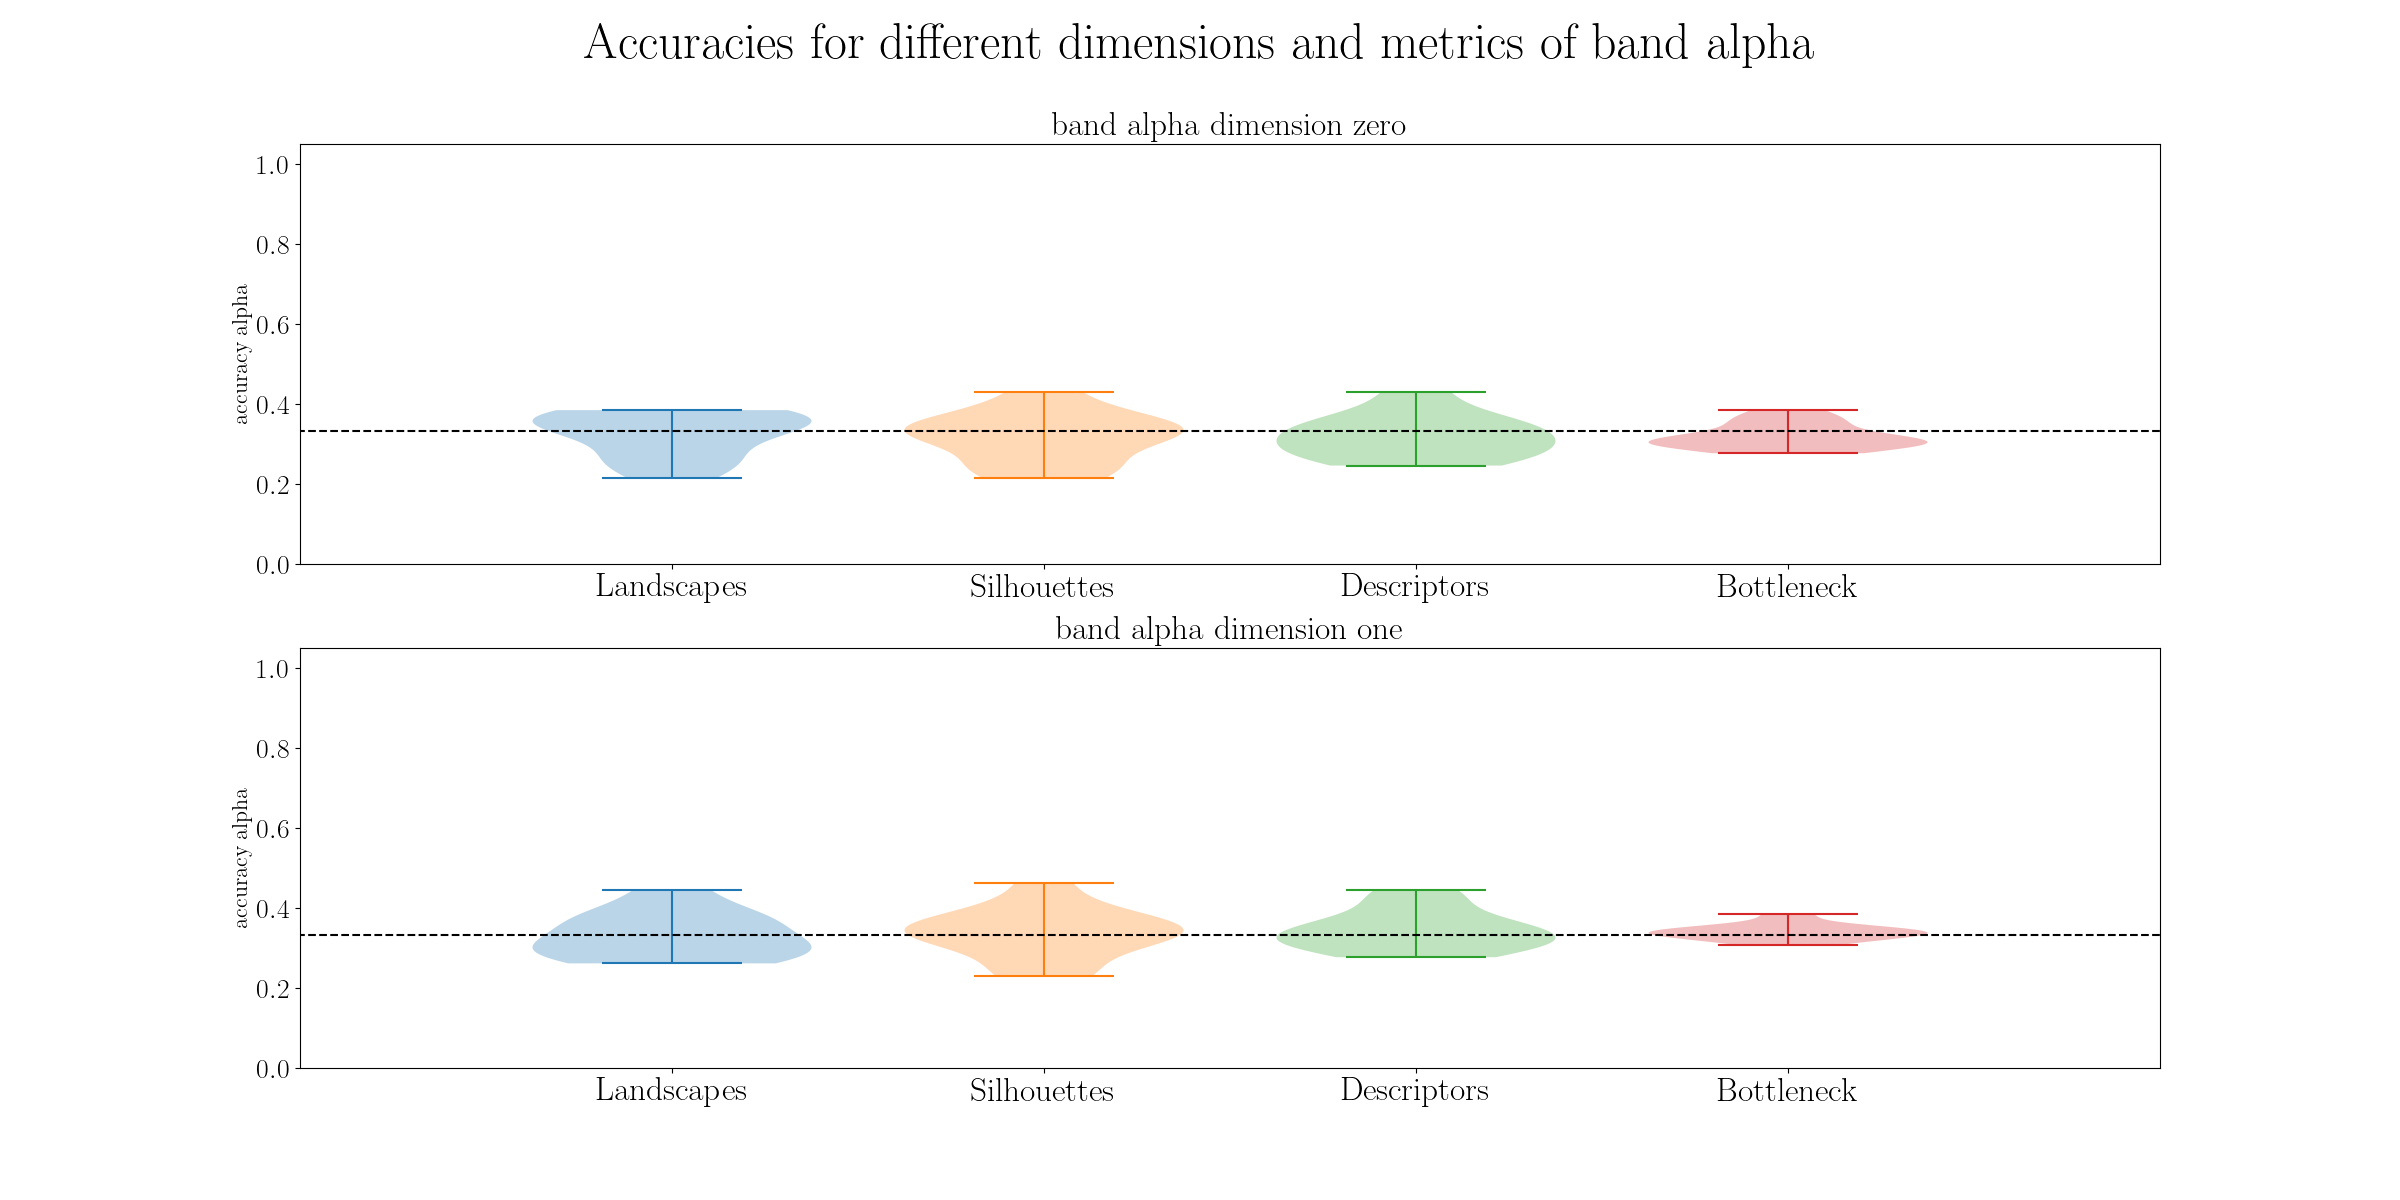 Accuracies for different dimensions and metrics of band alpha
band alpha dimension zero
accuracy alpha
1.0
0.8
0.6
0.4
0.2
0.0
Landscapes Silhouettes Descriptors Bottleneck
band alpha dimension one
accuracy alpha
1.0
0.8
0.6
0.4
0.2
0.0
Landscapes Silhouettes Descriptors Bottleneck